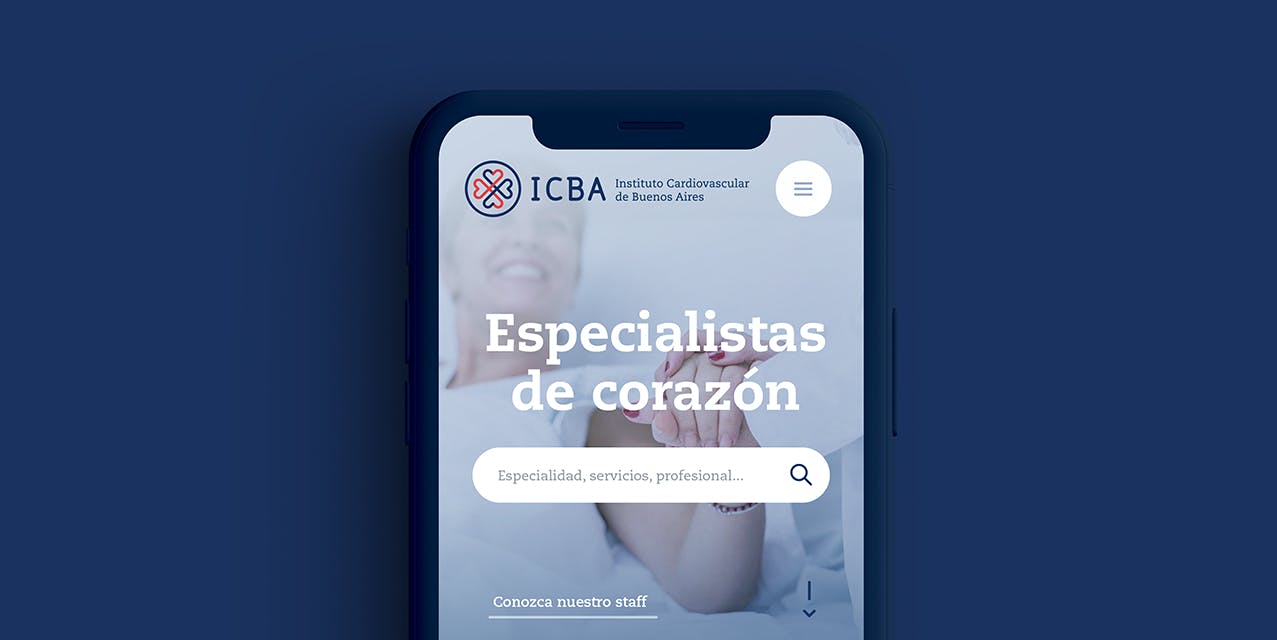 ICBA
Instituto Cardiovascular
de Buenos Aires
Especialistas
de corazón
Especialidad, servicios, profesional...
Conozca nuestro staff